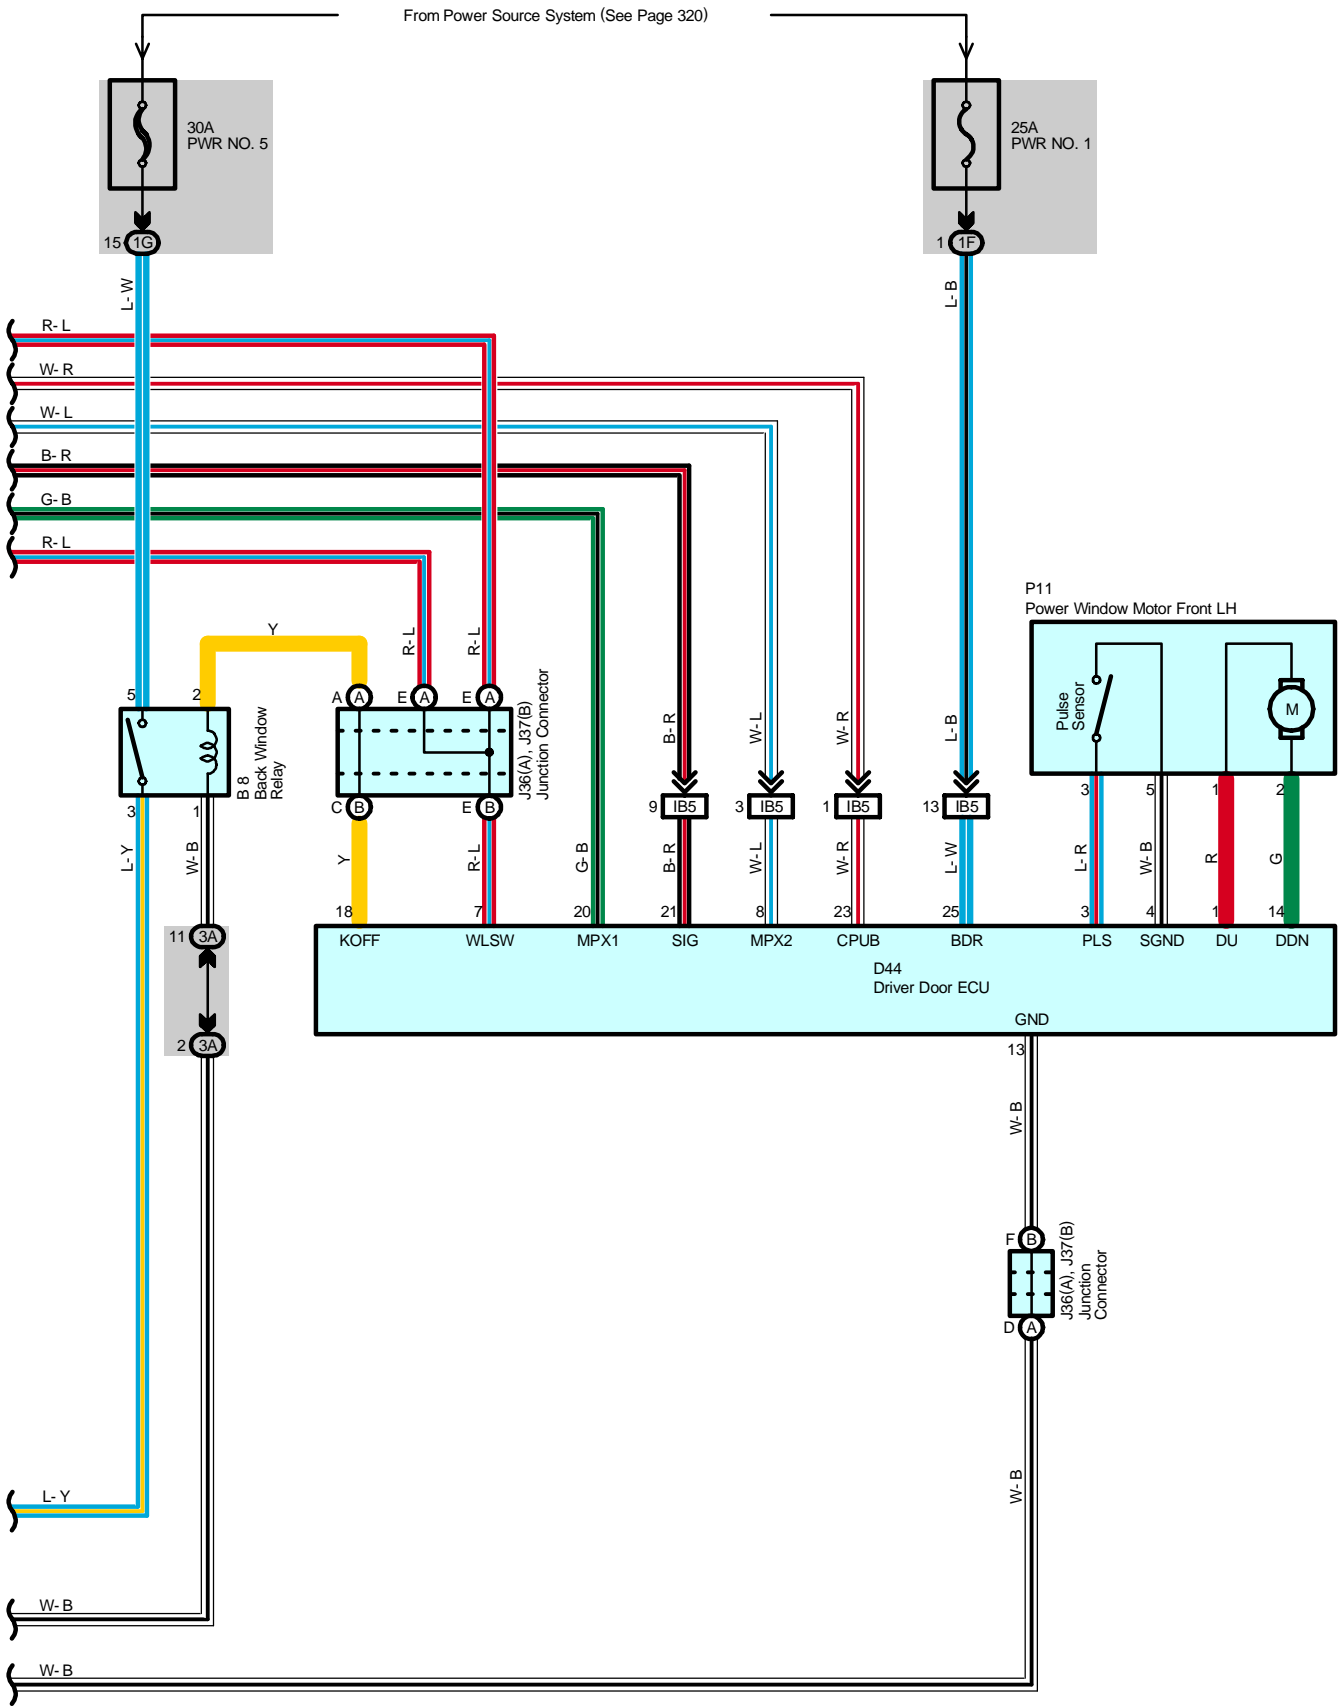 From Power Source System (See Page 320)
30A
PWR NO. 5
25A
PWR NO. 1
15 1G
1 1F
L- W
L- B
R- L
W- R
W- L
B- R
G- B
R- L
P11
Power Window Motor Front LH
Pulse
Sensor
M
Y
R- L
R- L
5
2
A A
E A
E A
B 8
Back Window
Relay
J36(A), J37(B)
Junction Connector
B- R
W- L
W- R
L- B
3
1
C B
E B
9 IB5
3 IB5
1 IB5
13 IB5
3
5
1
2
L- Y
W- B
Y
R- L
G- B
B- R
W- L
W- R
L- W
L- R
W- B
R
G
18
7
20
21
8
23
25
3
4
1
14
KOFF
WLSW
MPX1
SIG
MPX2
CPUB
BDR
PLS
SGND
DU
DDN
11 3A
D44
Driver Door ECU
GND
2 3A
13
W- B
F B
J36(A), J37(B)
Junction
Connector
D A
W- B
L- Y
W- B
W- B